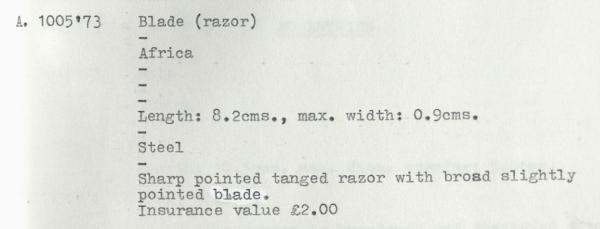 A. 1005'73 Blade (razor)
-
Africa
-
-
-
Length: 8.2cms., max. width: 0.9cms.
-
Steel
-
Sharp pointed tanged razor with broad slightly
pointed blade.
Insurance value £2.00